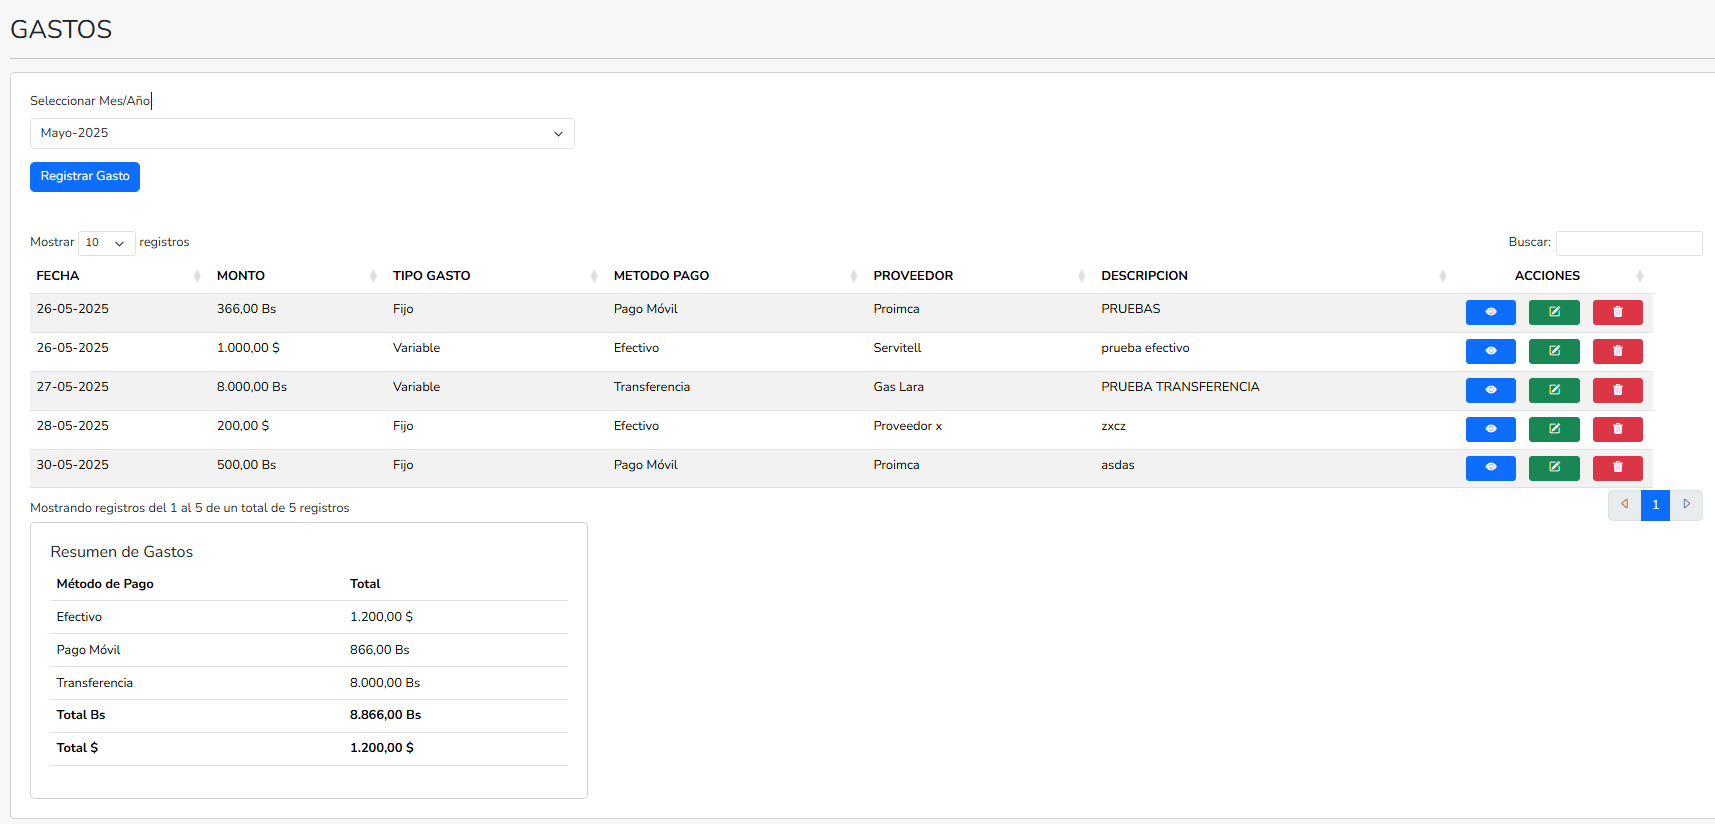 GASTOS
Seleccionar Mes/Año
Mayo-2025
Registrar Gasto
Mostrar 10 registros Buscar:
FECHA MONTO TIPO GASTO METODO PAGO PROVEEDOR DESCRIPCION ACCIONES
26-05-2025 366,00 Bs Fijo Pago Móvil Proimca PRUEBAS
26-05-2025 1.000,00 $ Variable Efectivo Servitell prueba efectivo
27-05-2025 8.000,00 Bs Variable Transferencia Gas Lara PRUEBA TRANSFERENCIA
28-05-2025 200,00 $ Fijo Efectivo Proveedor x zxcz
30-05-2025 500,00 Bs Fijo Pago Móvil Proimca asdas
Mostrando registros del 1 al 5 de un total de 5 registros 1
Resumen de Gastos
Método de Pago Total
Efectivo 1.200,00 $
Pago Móvil 866,00 Bs
Transferencia 8.000,00 Bs
Total Bs 8.866,00 Bs
Total $ 1.200,00 $